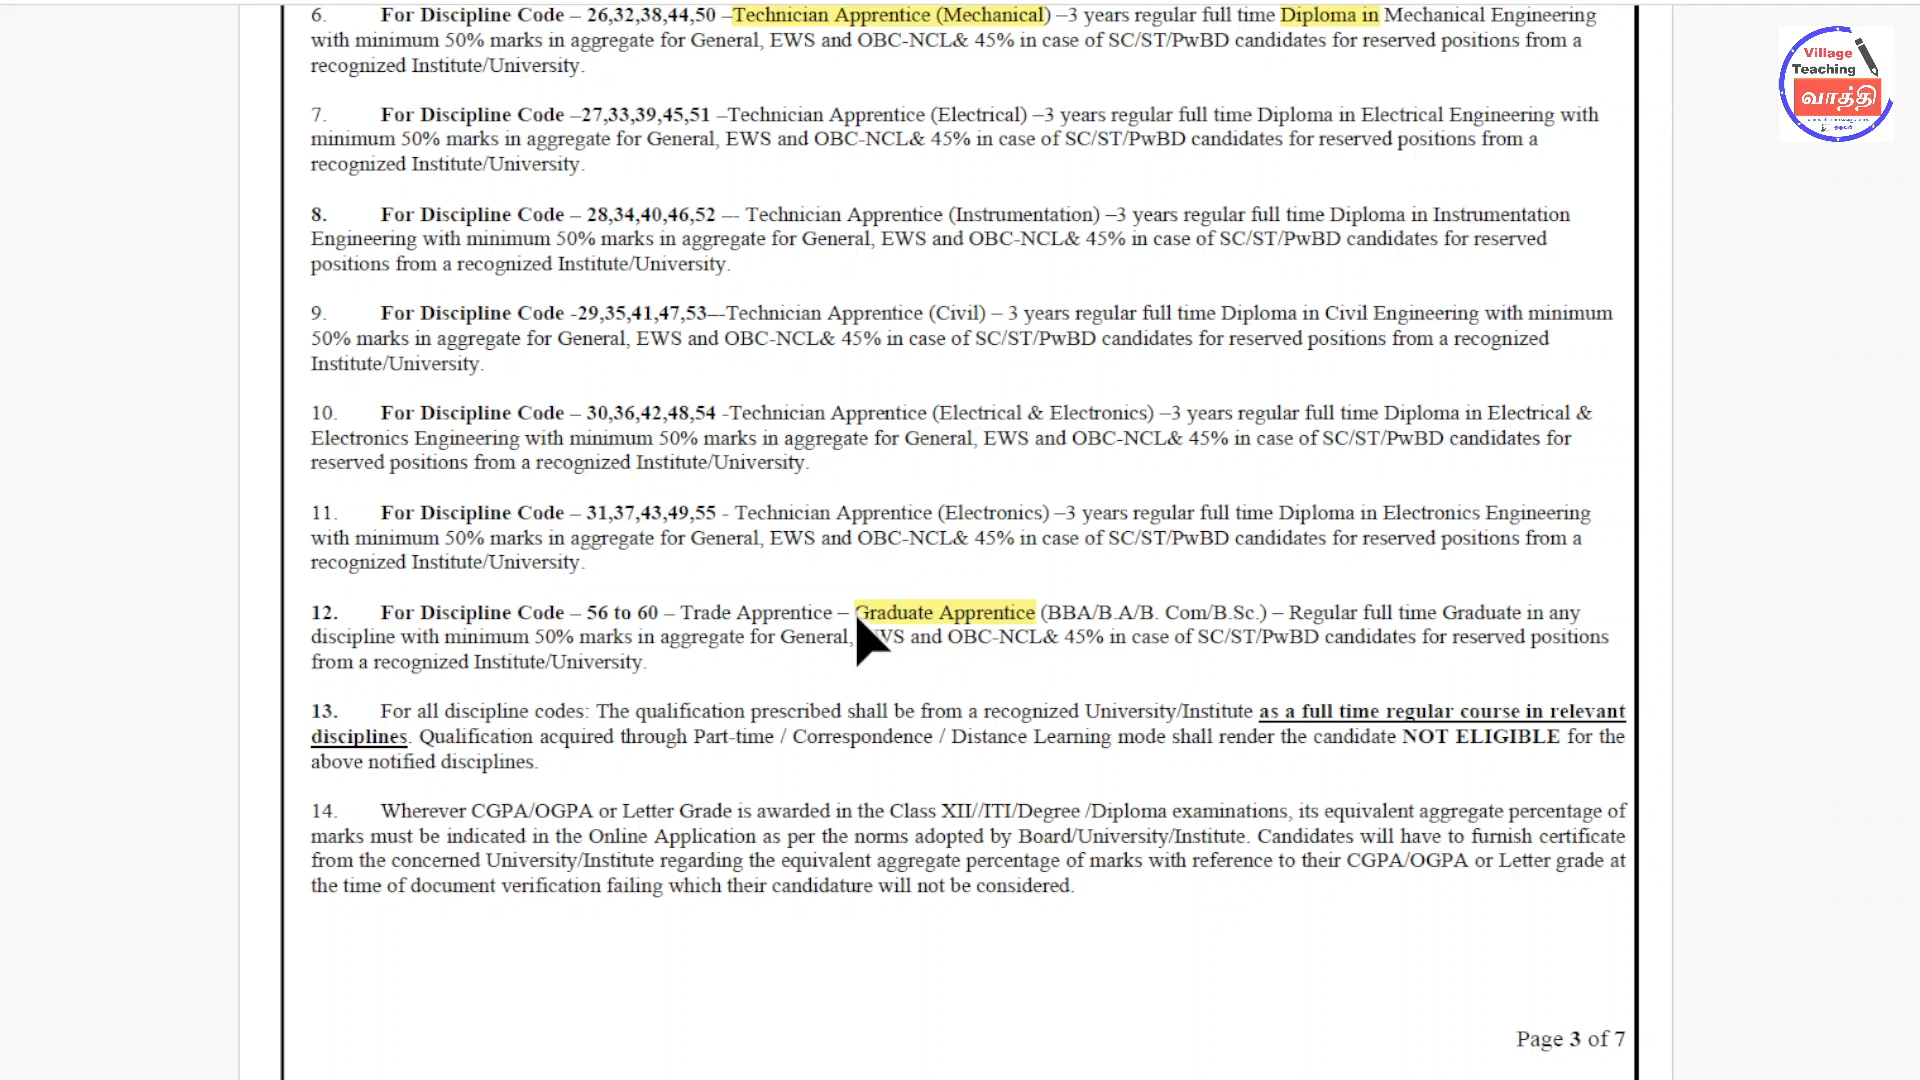 6. For Discipline Code – 26,32,38,44,50 –Technician Apprentice (Mechanical) –3 years regular full time Diploma in Mechanical Engineering
with minimum 50% marks in aggregate for General, EWS and OBC-NCL& 45% in case of SC/ST/PwBD candidates for reserved positions from a
recognized Institute/University.
Village
Teaching
வாத்தி
7. For Discipline Code –27,33,39,45,51 –Technician Apprentice (Electrical) –3 years regular full time Diploma in Electrical Engineering with
minimum 50% marks in aggregate for General, EWS and OBC-NCL& 45% in case of SC/ST/PwBD candidates for reserved positions from a
recognized Institute/University.
8. For Discipline Code – 28,34,40,46,52 –- Technician Apprentice (Instrumentation) –3 years regular full time Diploma in Instrumentation
Engineering with minimum 50% marks in aggregate for General, EWS and OBC-NCL& 45% in case of SC/ST/PwBD candidates for reserved
positions from a recognized Institute/University.
9. For Discipline Code -29,35,41,47,53–-Technician Apprentice (Civil) – 3 years regular full time Diploma in Civil Engineering with minimum
50% marks in aggregate for General, EWS and OBC-NCL& 45% in case of SC/ST/PwBD candidates for reserved positions from a recognized
Institute/University.
10. For Discipline Code – 30,36,42,48,54 -Technician Apprentice (Electrical & Electronics) –3 years regular full time Diploma in Electrical &
Electronics Engineering with minimum 50% marks in aggregate for General, EWS and OBC-NCL& 45% in case of SC/ST/PwBD candidates for
reserved positions from a recognized Institute/University.
11. For Discipline Code – 31,37,43,49,55 - Technician Apprentice (Electronics) –3 years regular full time Diploma in Electronics Engineering
with minimum 50% marks in aggregate for General, EWS and OBC-NCL& 45% in case of SC/ST/PwBD candidates for reserved positions from a
recognized Institute/University.
12. For Discipline Code – 56 to 60 – Trade Apprentice – Graduate Apprentice (BBA/B.A/B. Com/B.Sc.) – Regular full time Graduate in any
discipline with minimum 50% marks in aggregate for General, EWS and OBC-NCL& 45% in case of SC/ST/PwBD candidates for reserved positions
from a recognized Institute/University.
13. For all discipline codes: The qualification prescribed shall be from a recognized University/Institute as a full time regular course in relevant
disciplines. Qualification acquired through Part-time / Correspondence / Distance Learning mode shall render the candidate NOT ELIGIBLE for the
above notified disciplines.
14. Wherever CGPA/OGPA or Letter Grade is awarded in the Class XII//ITI/Degree /Diploma examinations, its equivalent aggregate percentage of
marks must be indicated in the Online Application as per the norms adopted by Board/University/Institute. Candidates will have to furnish certificate
from the concerned University/Institute regarding the equivalent aggregate percentage of marks with reference to their CGPA/OGPA or Letter grade at
the time of document verification failing which their candidature will not be considered.
Page 3 of 7